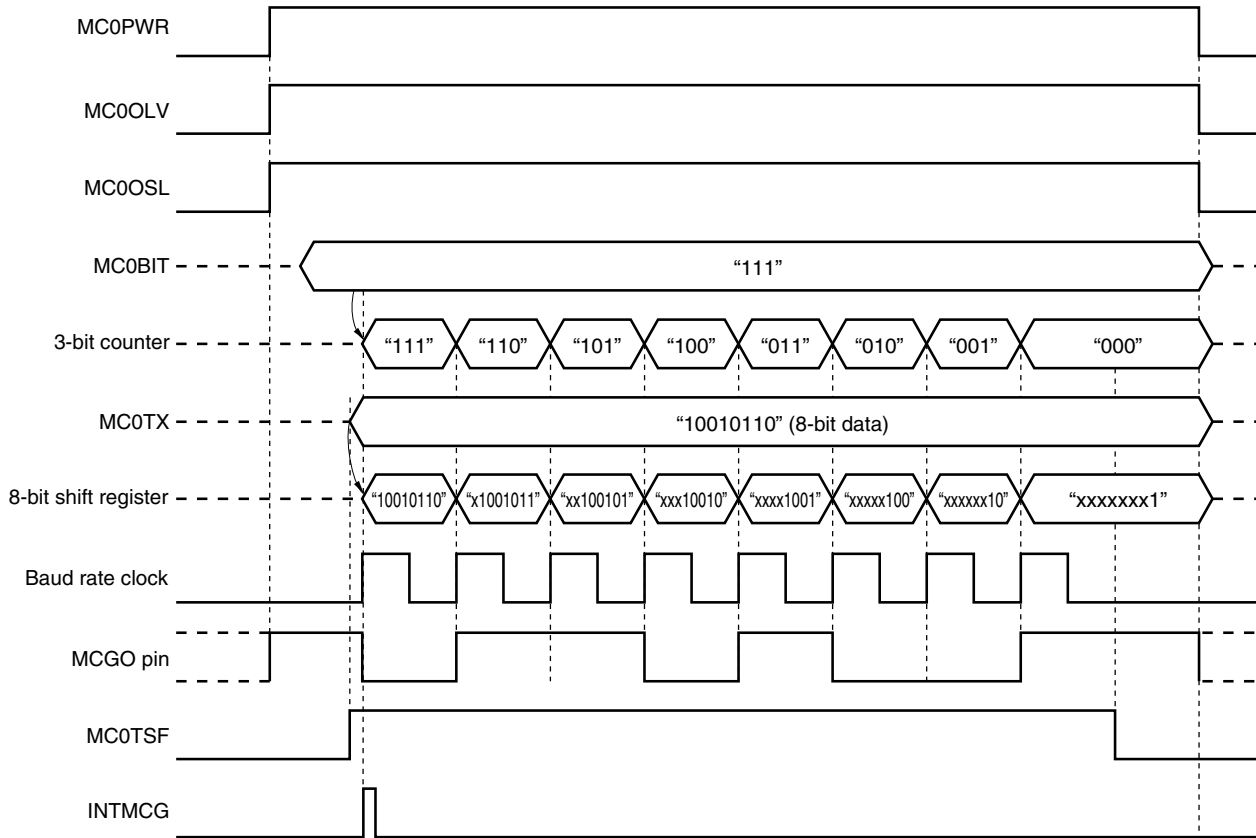 MC0PWR
MC0OLV
MC0OSL
MC0BIT
“111”
3-bit counter
“111” “110” “101” “100” “011” “010” “001” “000”
MC0TX
“10010110” (8-bit data)
8-bit shift register
“10010110” “x1001011” “xx100101” “xxx10010” “xxxx1001” “xxxxx100” “xxxxxx10” “xxxxxxx1”
Baud rate clock
MCGO pin
MC0TSF
INTMCG